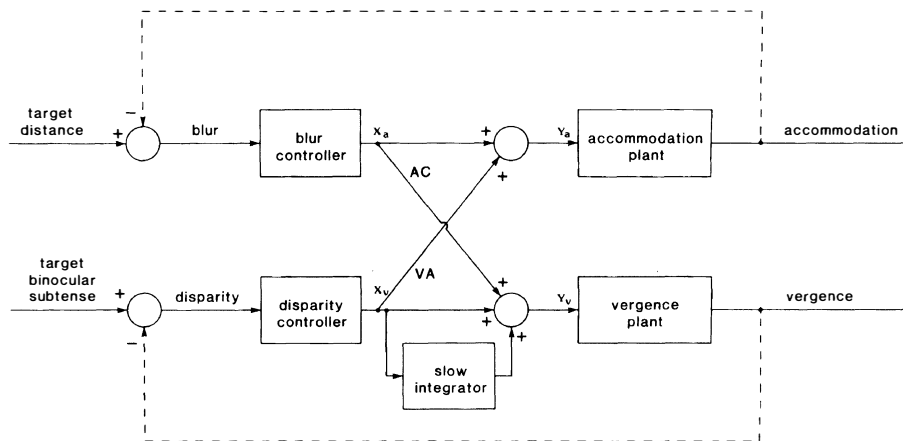 target
distance
+
−
blur
blur
controller
Xa
AC
+
+
Ya
accommodation
plant
accommodation
target
binocular
subtense
+
−
disparity
disparity
controller
Xv
VA
+
+
+
Yv
vergence
plant
vergence
slow
integrator